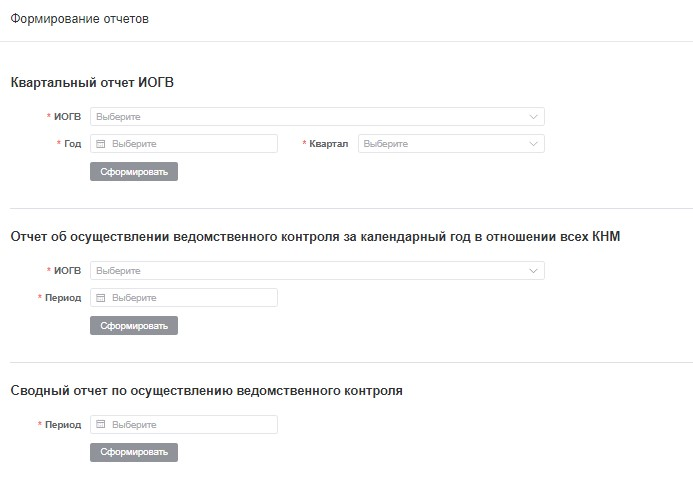 Формирование отчетов
Квартальный отчет ИОГВ
* ИОГВ Выберите
* Год Выберите * Квартал Выберите
Сформировать
Отчет об осуществлении ведомственного контроля за календарный год в отношении всех КНМ
* ИОГВ Выберите
* Период Выберите
Сформировать
Сводный отчет по осуществлению ведомственного контроля
* Период Выберите
Сформировать